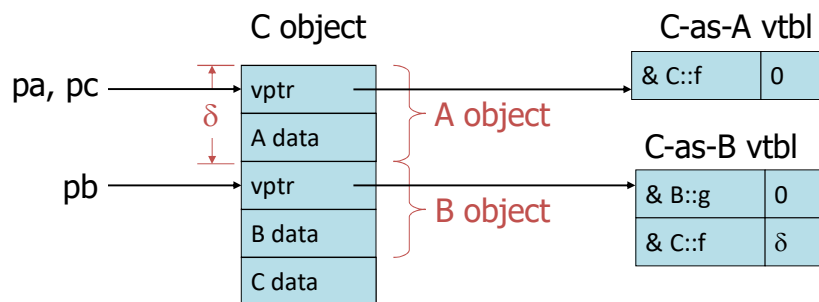 C object
C-as-A vtbl
pa, pc
vptr
& C::f 0
δ
A data
A object
C-as-B vtbl
pb
vptr
& B::g 0
B data
B object
& C::f δ
C data